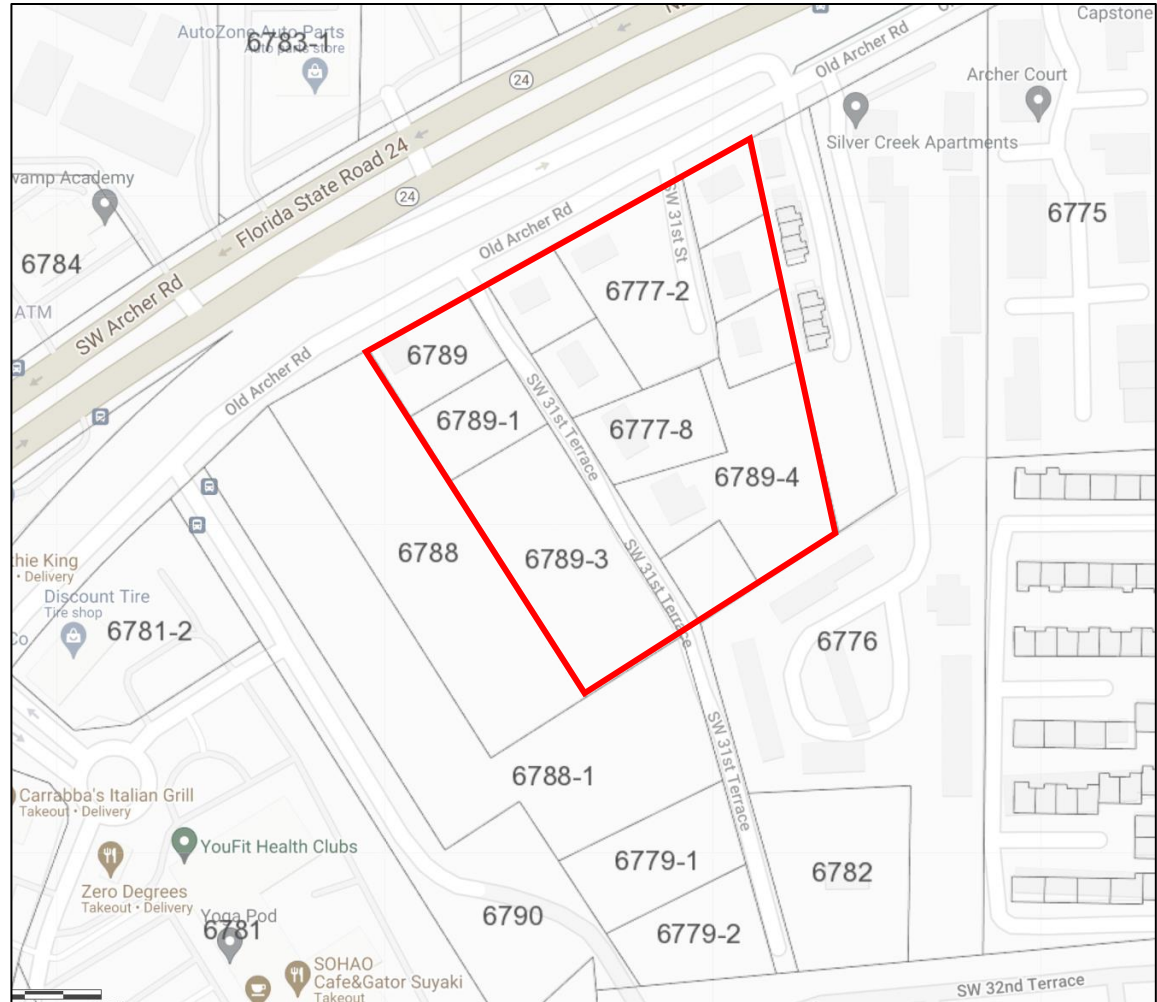 Capstone
AutoZone Auto Parts
Auto parts store
6783-1
24
Old Archer Rd
Archer Court
Silver Creek Apartments
Florida State Road 24
24
6775
6784
ATM
SW Archer Rd
Old Archer Rd
SW 31st St
6777-2
Old Archer Rd
6789
6789-1
SW 31st Terrace
6777-8
6789-4
6788
6789-3
SW 31st Terrace
Delivery
Discount Tire
Tire shop
6781-2
6776
SW 31st Terrace
6788-1
Carrabba's Italian Grill
Takeout • Delivery
YouFit Health Clubs
6779-1
6782
Zero Degrees
Takeout • Delivery
Yoga Pod
6781
6790
6779-2
SOHAO
Cafe&Gator Suyaki
Takeout
SW 32nd Terrace